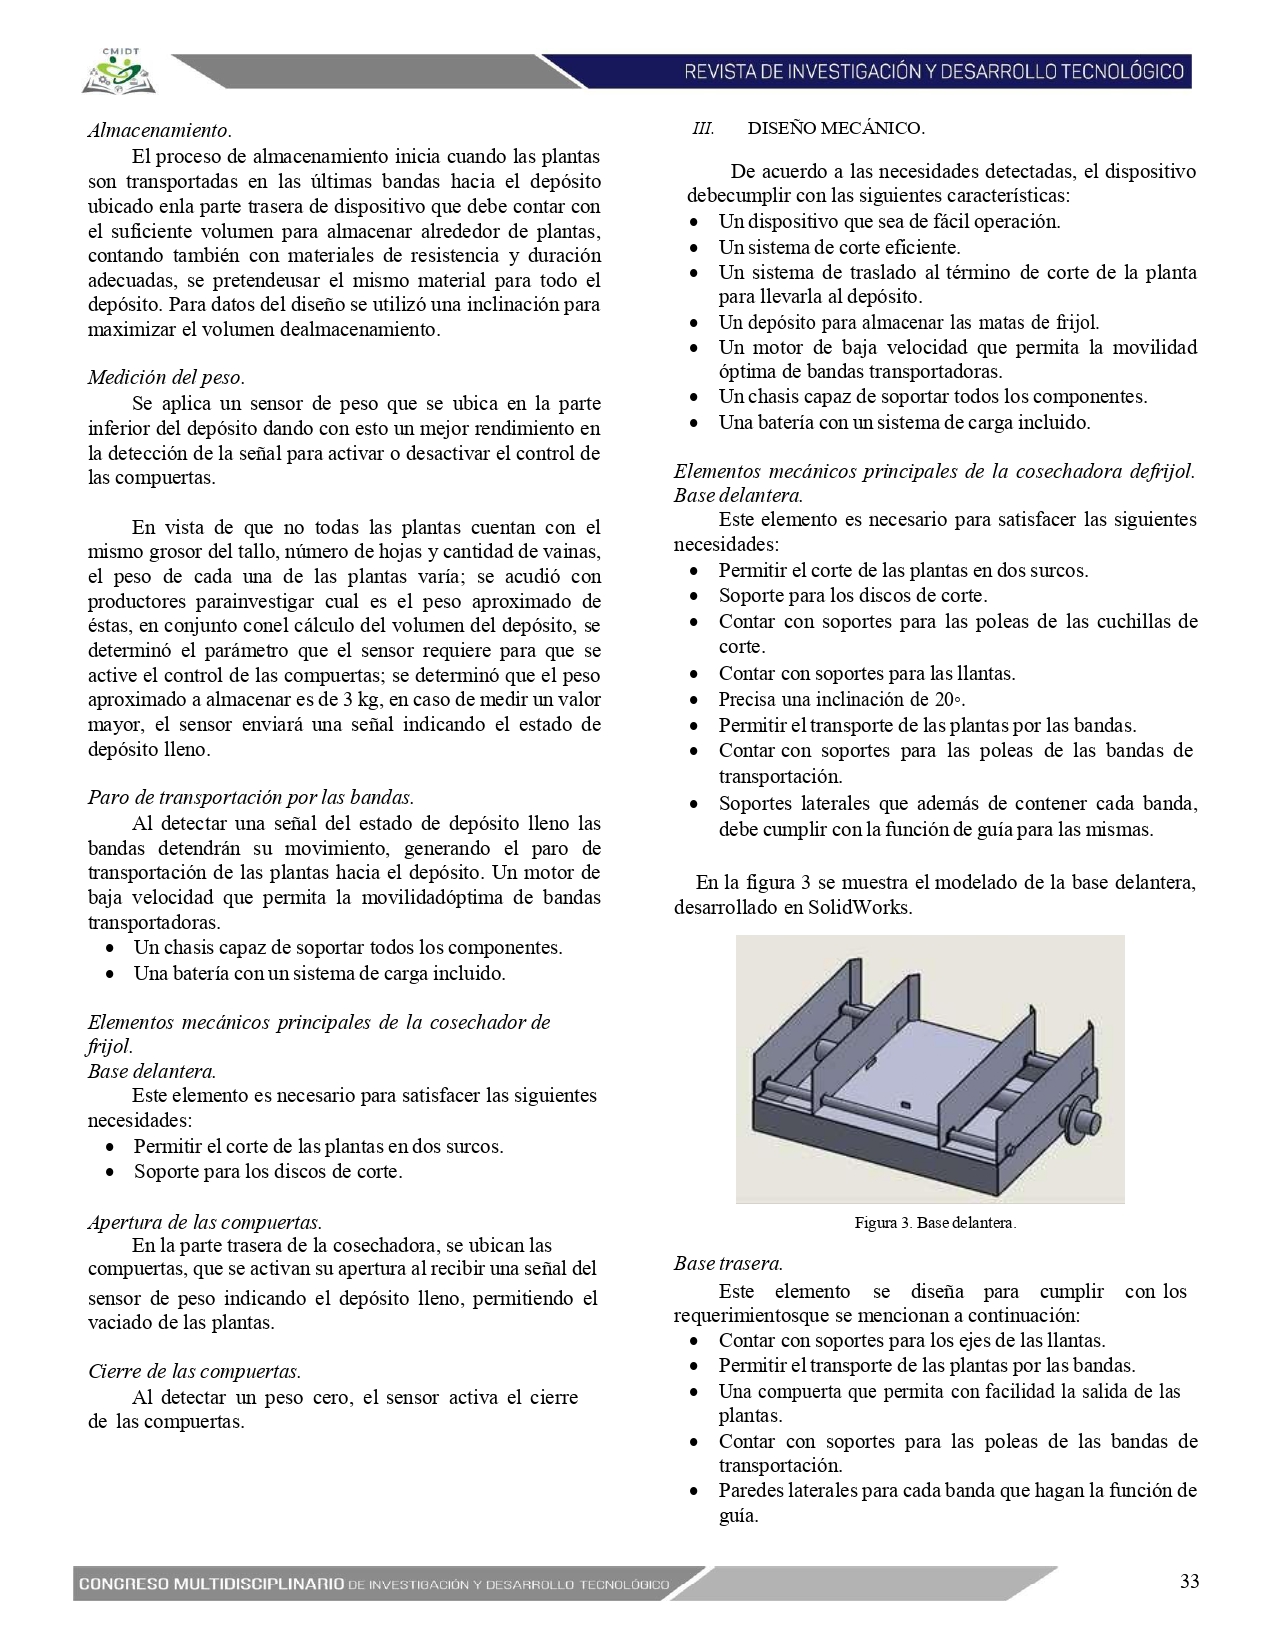 CMIDT
REVISTA DE INVESTIGACIÓN Y DESARROLLO TECNOLÓGICO
Almacenamiento.
El proceso de almacenamiento inicia cuando las plantas
son transportadas en las últimas bandas hacia el depósito
ubicado enla parte trasera de dispositivo que debe contar con
el suficiente volumen para almacenar alrededor de plantas,
contando también con materiales de resistencia y duración
adecuadas, se pretendeusar el mismo material para todo el
depósito. Para datos del diseño se utilizó una inclinación para
maximizar el volumen dealmacenamiento.
Medición del peso.
Se aplica un sensor de peso que se ubica en la parte
inferior del depósito dando con esto un mejor rendimiento en
la detección de la señal para activar o desactivar el control de
las compuertas.
En vista de que no todas las plantas cuentan con el
mismo grosor del tallo, número de hojas y cantidad de vainas,
el peso de cada una de las plantas varía; se acudió con
productores parainvestigar cual es el peso aproximado de
éstas, en conjunto conel cálculo del volumen del depósito, se
determinó el parámetro que el sensor requiere para que se
active el control de las compuertas; se determinó que el peso
aproximado a almacenar es de 3 kg, en caso de medir un valor
mayor, el sensor enviará una señal indicando el estado de
depósito lleno.
Paro de transportación por las bandas.
Al detectar una señal del estado de depósito lleno las
bandas detendrán su movimiento, generando el paro de
transportación de las plantas hacia el depósito. Un motor de
baja velocidad que permita la movilidadóptima de bandas
transportadoras.
• Un chasis capaz de soportar todos los componentes.
• Una batería con un sistema de carga incluido.
Elementos mecánicos principales de la cosechador de
frijol.
Base delantera.
Este elemento es necesario para satisfacer las siguientes
necesidades:
• Permitir el corte de las plantas en dos surcos.
• Soporte para los discos de corte.
Apertura de las compuertas.
En la parte trasera de la cosechadora, se ubican las
compuertas, que se activan su apertura al recibir una señal del
sensor de peso indicando el depósito lleno, permitiendo el
vaciado de las plantas.
Cierre de las compuertas.
Al detectar un peso cero, el sensor activa el cierre
de las compuertas.
III. DISEÑO MECÁNICO.
De acuerdo a las necesidades detectadas, el dispositivo
debecumplir con las siguientes características:
• Un dispositivo que sea de fácil operación.
• Un sistema de corte eficiente.
• Un sistema de traslado al término de corte de la planta
para llevarla al depósito.
• Un depósito para almacenar las matas de frijol.
• Un motor de baja velocidad que permita la movilidad
óptima de bandas transportadoras.
• Un chasis capaz de soportar todos los componentes.
• Una batería con un sistema de carga incluido.
Elementos mecánicos principales de la cosechadora defrijol.
Base delantera.
Este elemento es necesario para satisfacer las siguientes
necesidades:
• Permitir el corte de las plantas en dos surcos.
• Soporte para los discos de corte.
• Contar con soportes para las poleas de las cuchillas de
corte.
• Contar con soportes para las llantas.
• Precisa una inclinación de 20◦.
• Permitir el transporte de las plantas por las bandas.
• Contar con soportes para las poleas de las bandas de
transportación.
• Soportes laterales que además de contener cada banda,
debe cumplir con la función de guía para las mismas.
En la figura 3 se muestra el modelado de la base delantera,
desarrollado en SolidWorks.
Figura 3. Base delantera.
Base trasera.
Este elemento se diseña para cumplir con los
requerimientosque se mencionan a continuación:
• Contar con soportes para los ejes de las llantas.
• Permitir el transporte de las plantas por las bandas.
• Una compuerta que permita con facilidad la salida de las
plantas.
• Contar con soportes para las poleas de las bandas de
transportación.
• Paredes laterales para cada banda que hagan la función de
guía.
CONGRESO MULTIDISCIPLINARIO DE INVESTIGACIÓN Y DESARROLLO TECNOLÓGICO
33